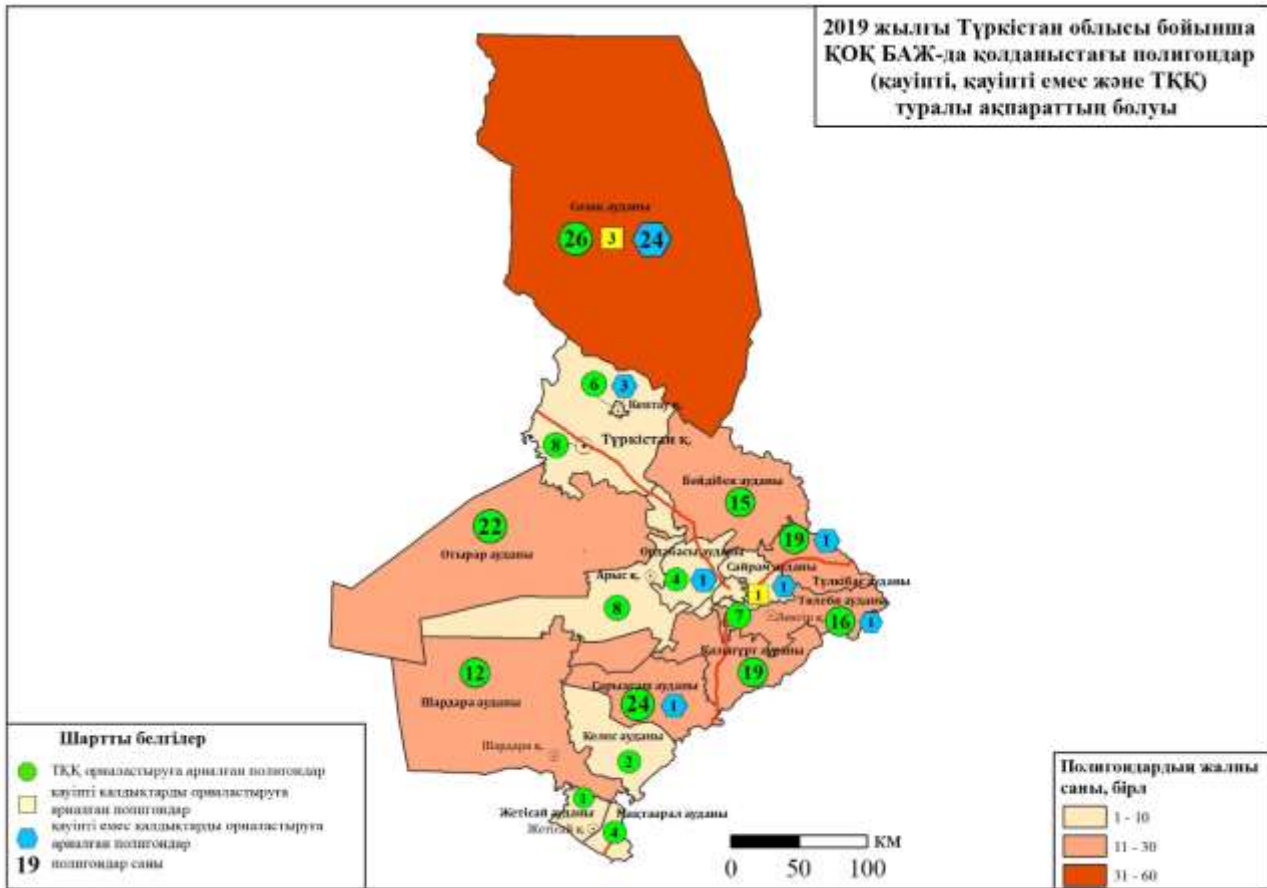 2019 жылғы Түркістан облысы бойынша
ҚОҚ БАЖ-да қолданыстағы полигондар
(қауіпті, қауіпті емес және ТҚҚ)
туралы ақпараттың болуы
Созақ ауданы
26 3 24
6 3
Кентау қ.
8 Түркістан қ.
Бәйдібек ауданы
15
22
Отырар ауданы
19 1
Ордабасы ауданы
Сайрам ауданы
Арыс қ.
4 1
1 1
Түлкібас ауданы
Төлеби ауданы
8
7
Ленгер қ.
16 1
Қазығұрт ауданы
12
19
Сарыағаш ауданы
Шардара ауданы
24 1
Келес ауданы
Шардара қ.
2
1
Жетісай ауданы
Мақтаарал ауданы
Жетісай қ.
4
Шартты белгілер
ТҚҚ орналастыруға арналған полигондар
қауіпті қалдықтарды орналастыруға
арналған полигондар
қауіпті емес қалдықтарды орналастыруға
арналған полигондар
19 полигондар саны
КМ
0 50 100
Полигондардың жалпы
саны, бірл
1 - 10
11 - 30
31 - 60